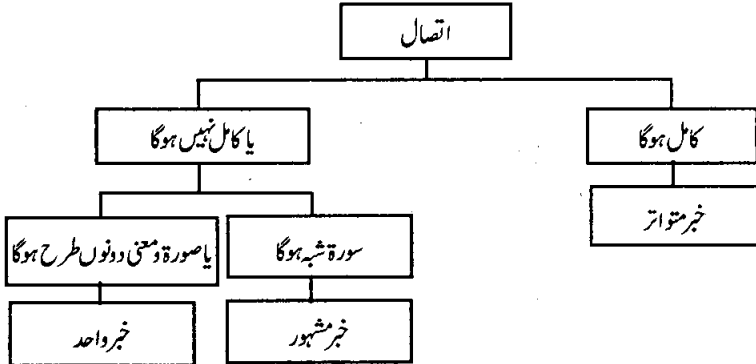 اتصال
کامل ہوگا
یا کامل نہیں ہوگا
خبر متواتر
سورۃ شبہ ہوگا
یا صورۃ ومعنی دونوں طرح ہوگا
خبر مشہور
خبر واحد